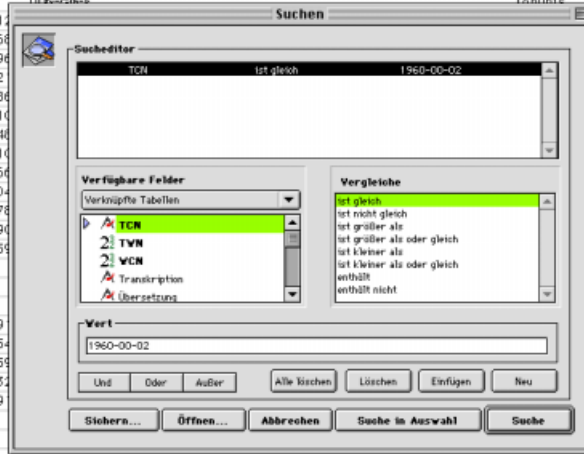 Suchen
Sucheditor
TCN ist gleich 1960-00-02
Verfügbare Felder
Verknüpfte Tabellen
TCN
TWN
VCN
Transkription
Übersetzung
Vergleiche
ist gleich
ist nicht gleich
ist größer als
ist größer als oder gleich
ist kleiner als
ist kleiner als oder gleich
enthält
enthält nicht
Wert
1960-00-02
Und Oder Außer Alle löschen Löschen Einfügen Neu
Sichern... Öffnen... Abbrechen Suche in Auswahl Suche